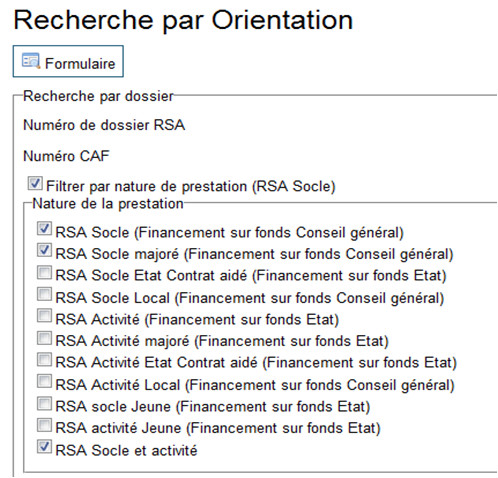 Recherche par Orientation
Formulaire
Recherche par dossier
Numéro de dossier RSA
Numéro CAF
Filtrer par nature de prestation (RSA Socle)
Nature de la prestation
RSA Socle (Financement sur fonds Conseil général)
RSA Socle majoré (Financement sur fonds Conseil général)
RSA Socle Etat Contrat aidé (Financement sur fonds Etat)
RSA Socle Local (Financement sur fonds Conseil général)
RSA Activité (Financement sur fonds Etat)
RSA Activité majoré (Financement sur fonds Etat)
RSA Activité Etat Contrat aidé (Financement sur fonds Etat)
RSA Activité Local (Financement sur fonds Conseil général)
RSA socle Jeune (Financement sur fonds Etat)
RSA activité Jeune (Financement sur fonds Etat)
RSA Socle et activité